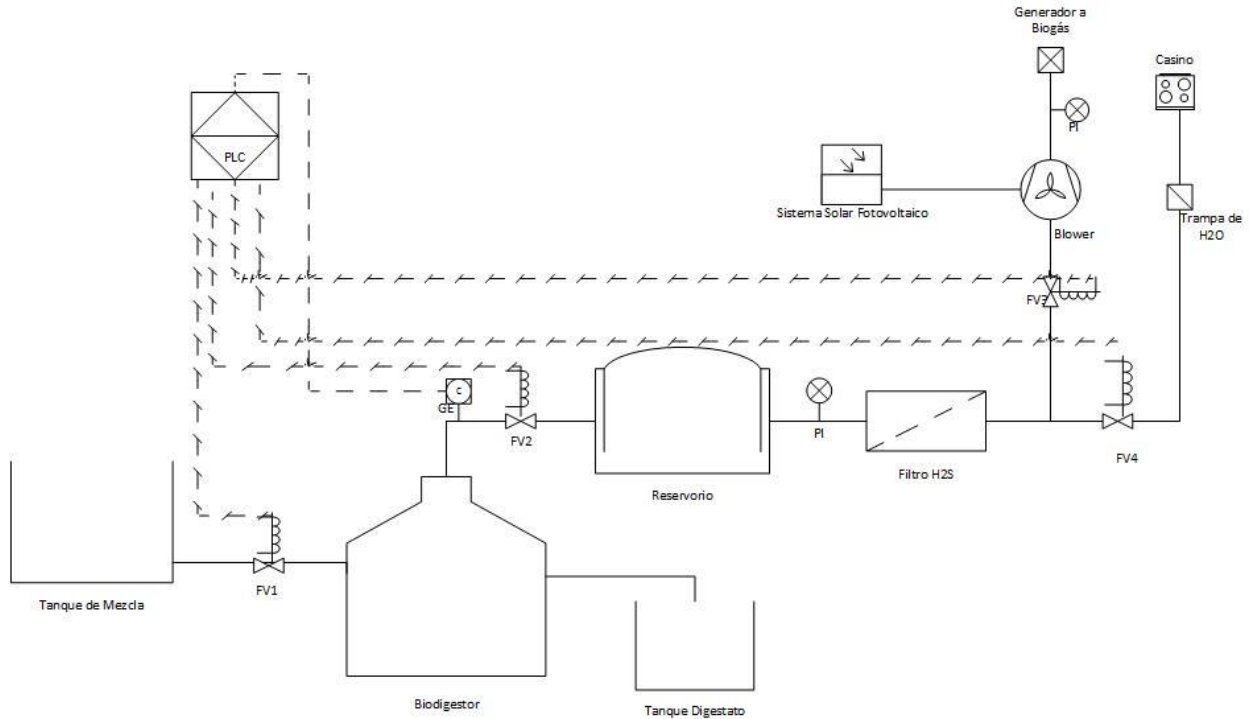 Generador a
Biogás
Casino
PI
PLC
Sistema Solar Fotovoltaico
Blower
Trampa de
H2O
FV3
C
GE
FV2
PI
FV4
Filtro H2S
Reservorio
FV1
Tanque de Mezcla
Biodigestor
Tanque Digestato